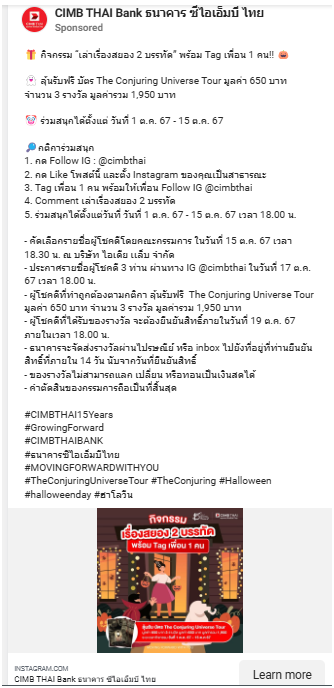 CIMB THAI Bank ธนาคาร ซีไอเอ็มบี ไทย
Sponsored
🎁 กิจกรรม "เล่าเรื่องสยอง 2 บรรทัด" พร้อม Tag เพื่อน 1 คน!! 🎃
👻 ลุ้นรับฟรี บัตร The Conjuring Universe Tour มูลค่า 650 บาท
จำนวน 3 รางวัล มูลค่ารวม 1,950 บาท
🤡 ร่วมสนุกได้ตั้งแต่ วันที่ 1 ต.ค. 67 - 15 ต.ค. 67
🔎กติการ่วมสนุก
1. กด Follow IG : @cimbthai
2. กด Like โพสต์นี้ และตั้ง Instagram ของคุณเป็นสาธารณะ
3. Tag เพื่อน 1 คน พร้อมให้เพื่อน Follow IG @cimbthai
4. Comment เล่าเรื่องสยอง 2 บรรทัด
5. ร่วมสนุกได้ตั้งแต่วันที่ วันที่ 1 ต.ค. 67 - 15 ต.ค. 67 เวลา 18.00 น.
- คัดเลือกรายชื่อผู้โชคดีโดยคณะกรรมการ ในวันที่ 15 ต.ค. 67 เวลา
18.30 น. ณ บริษัท ไอเดีย เเล็บ จำกัด
- ประกาศรายชื่อผู้โชคดี 3 ท่าน ผ่านทาง IG @cimbthai ในวันที่ 17 ต.ค.
67 เวลา 18.00 น.
- ผู้โชคดีที่ทำถูกต้องตามกติกา ลุ้นรับฟรี The Conjuring Universe Tour
มูลค่า 650 บาท จำนวน 3 รางวัล มูลค่ารวม 1,950 บาท
- ผู้โชคดีที่ได้รับของรางวัล จะต้องยืนยันสิทธิ์ภายในวันที่ 19 ต.ค. 67
ภายในเวลา 18.00 น.
- ธนาคารจะจัดส่งรางวัลผ่านไปรษณีย์ หรือ inbox ไปยังที่อยู่ที่ท่านยืนยัน
สิทธิ์ที่ภายใน 14 วัน นับจากวันที่ยืนยันสิทธิ์
- ของรางวัลไม่สามารถแลก เปลี่ยน หรือทอนเป็นเงินสดได้
- คำตัดสินของกรรมการถือเป็นที่สิ้นสุด
#CIMBTHAI15Years
#GrowingForward
#CIMBTHAIBANK
#ธนาคารซีไอเอ็มบีไทย
#MOVINGFORWARDWITHYOU
#TheConjuringUniverseTour #TheConjuring #Halloween
#halloweenday #ฮาโลวีน
กิจกรรม
เรื่องสยอง 2 บรรทัด
พร้อม Tag เพื่อน 1 คน
INSTAGRAM.COM
CIMB THAI Bank ธนาคาร ซีไอเอ็มบี ไทย
Learn more